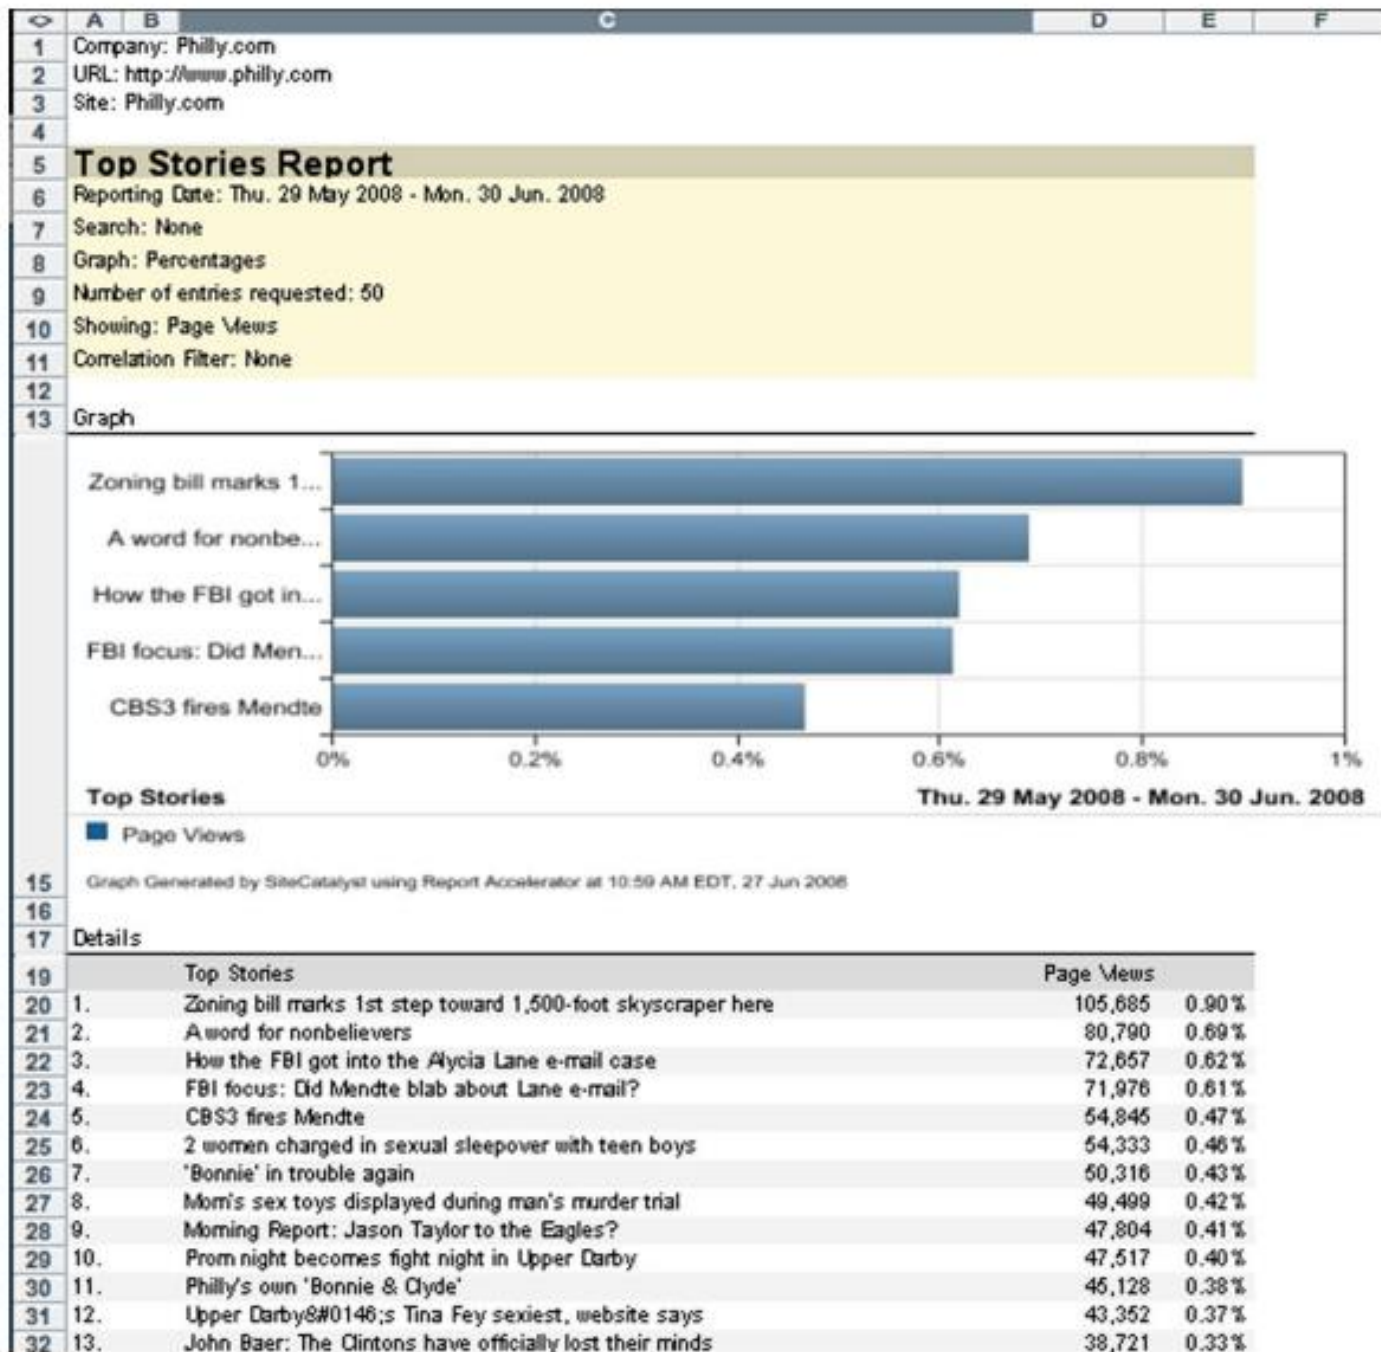 A B C D E F
1 Company: Philly.com
2 URL: http://www.philly.com
3 Site: Philly.com
4
5 Top Stories Report
6 Reporting Date: Thu. 29 May 2008 - Mon. 30 Jun. 2008
7 Search: None
8 Graph: Percentages
9 Number of entries requested: 50
10 Showing: Page Views
11 Correlation Filter: None
12
13 Graph
Zoning bill marks 1...
A word for nonbe...
How the FBI got in...
FBI focus: Did Men...
CBS3 fires Mendte
0% 0.2% 0.4% 0.6% 0.8% 1%
Top Stories Thu. 29 May 2008 - Mon. 30 Jun. 2008
Page Views
15 Graph Generated by SiteCatalyst using Report Accelerator at 10:59 AM EDT, 27 Jun 2008
16
17 Details
19 Top Stories Page Views
20 1. Zoning bill marks 1st step toward 1,500-foot skyscraper here 105,685 0.90%
21 2. A word for nonbelievers 80,790 0.69%
22 3. How the FBI got into the Alycia Lane e-mail case 72,657 0.62%
23 4. FBI focus: Did Mendte blab about Lane e-mail? 71,976 0.61%
24 5. CBS3 fires Mendte 54,845 0.47%
25 6. 2 women charged in sexual sleepover with teen boys 54,333 0.46%
26 7. 'Bonnie' in trouble again 50,316 0.43%
27 8. Mom's sex toys displayed during man's murder trial 49,499 0.42%
28 9. Morning Report: Jason Taylor to the Eagles? 47,804 0.41%
29 10. Prom night becomes fight night in Upper Darby 47,517 0.40%
30 11. Philly's own 'Bonnie & Clyde' 45,128 0.38%
31 12. Upper Darby&#0146;s Tina Fey sexiest, website says 43,352 0.37%
32 13. John Baer: The Clintons have officially lost their minds 38,721 0.33%